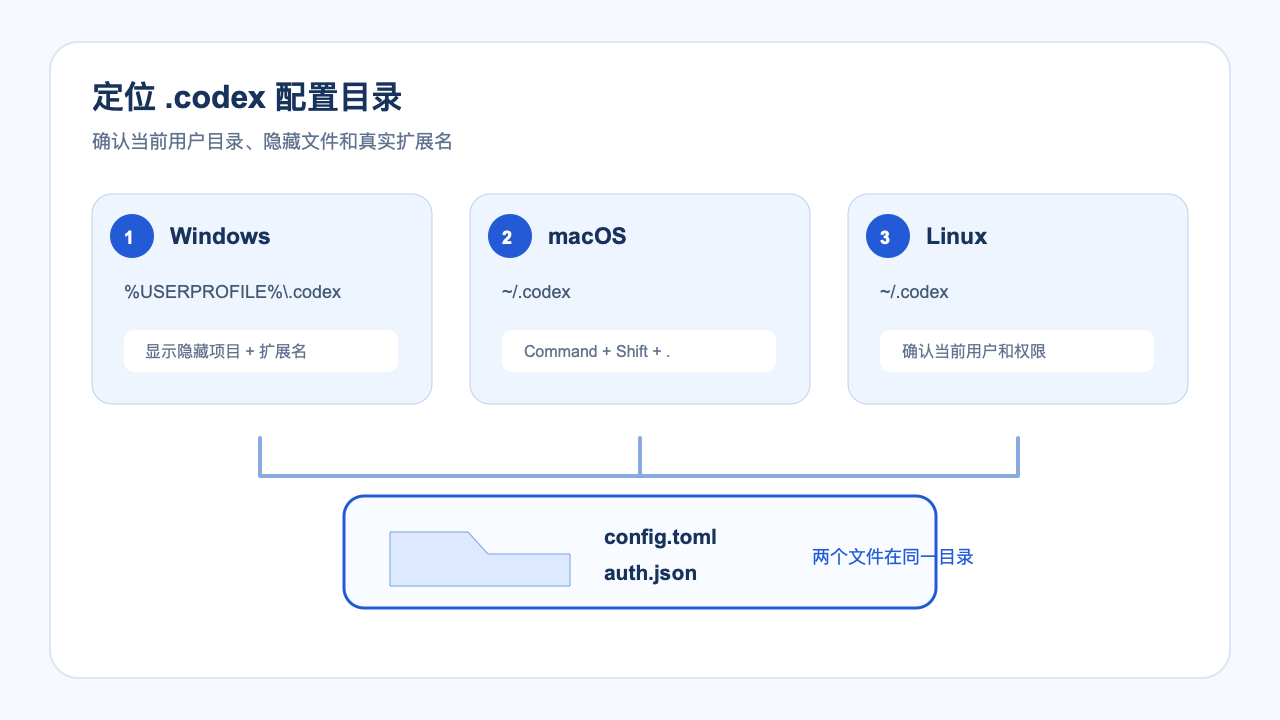 定位 .codex 配置目录
确认当前用户目录、隐藏文件和真实扩展名
1 Windows
%USERPROFILE%\.codex
显示隐藏项目 + 扩展名
2 macOS
~/.codex
Command + Shift + .
3 Linux
~/.codex
确认当前用户和权限
config.toml
auth.json
两个文件在同一目录